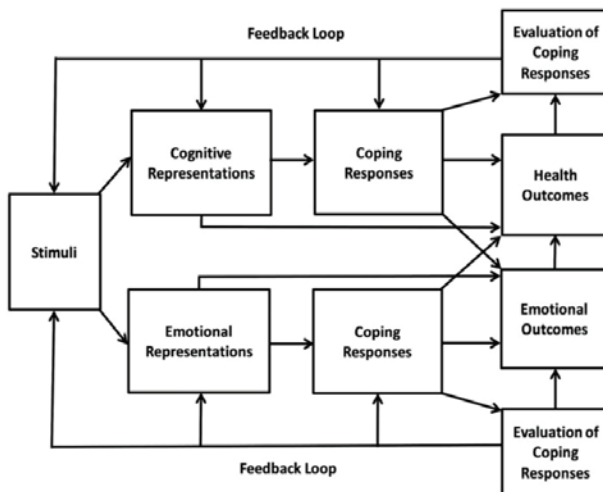 Feedback Loop
Evaluation of
Coping
Responses
Cognitive
Representations
Coping
Responses
Health
Outcomes
Stimuli
Emotional
Representations
Coping
Responses
Emotional
Outcomes
Feedback Loop
Evaluation of
Coping
Responses